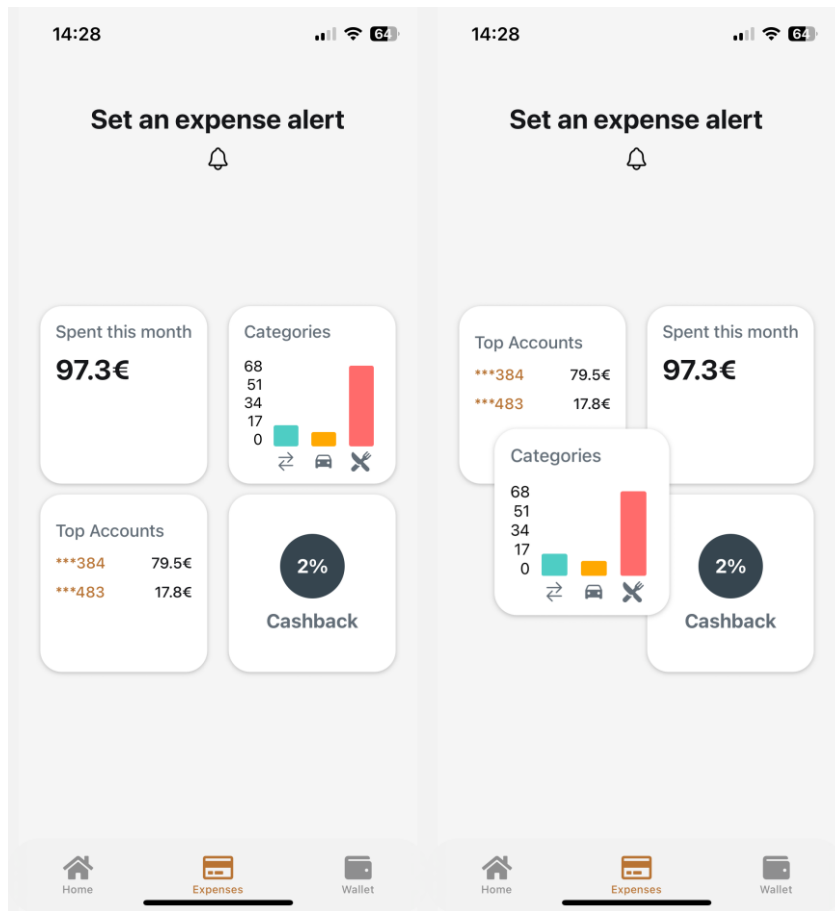 14:28
64
Set an expense alert
Spent this month
97.3€
Categories
68
51
34
17
0
Top Accounts
***384 79.5€
***483 17.8€
2%
Cashback
Home Expenses Wallet
14:28
64
Set an expense alert
Top Accounts
***384 79.5€
***483 17.8€
Spent this month
97.3€
Categories
68
51
34
17
0
2%
Cashback
Home Expenses Wallet